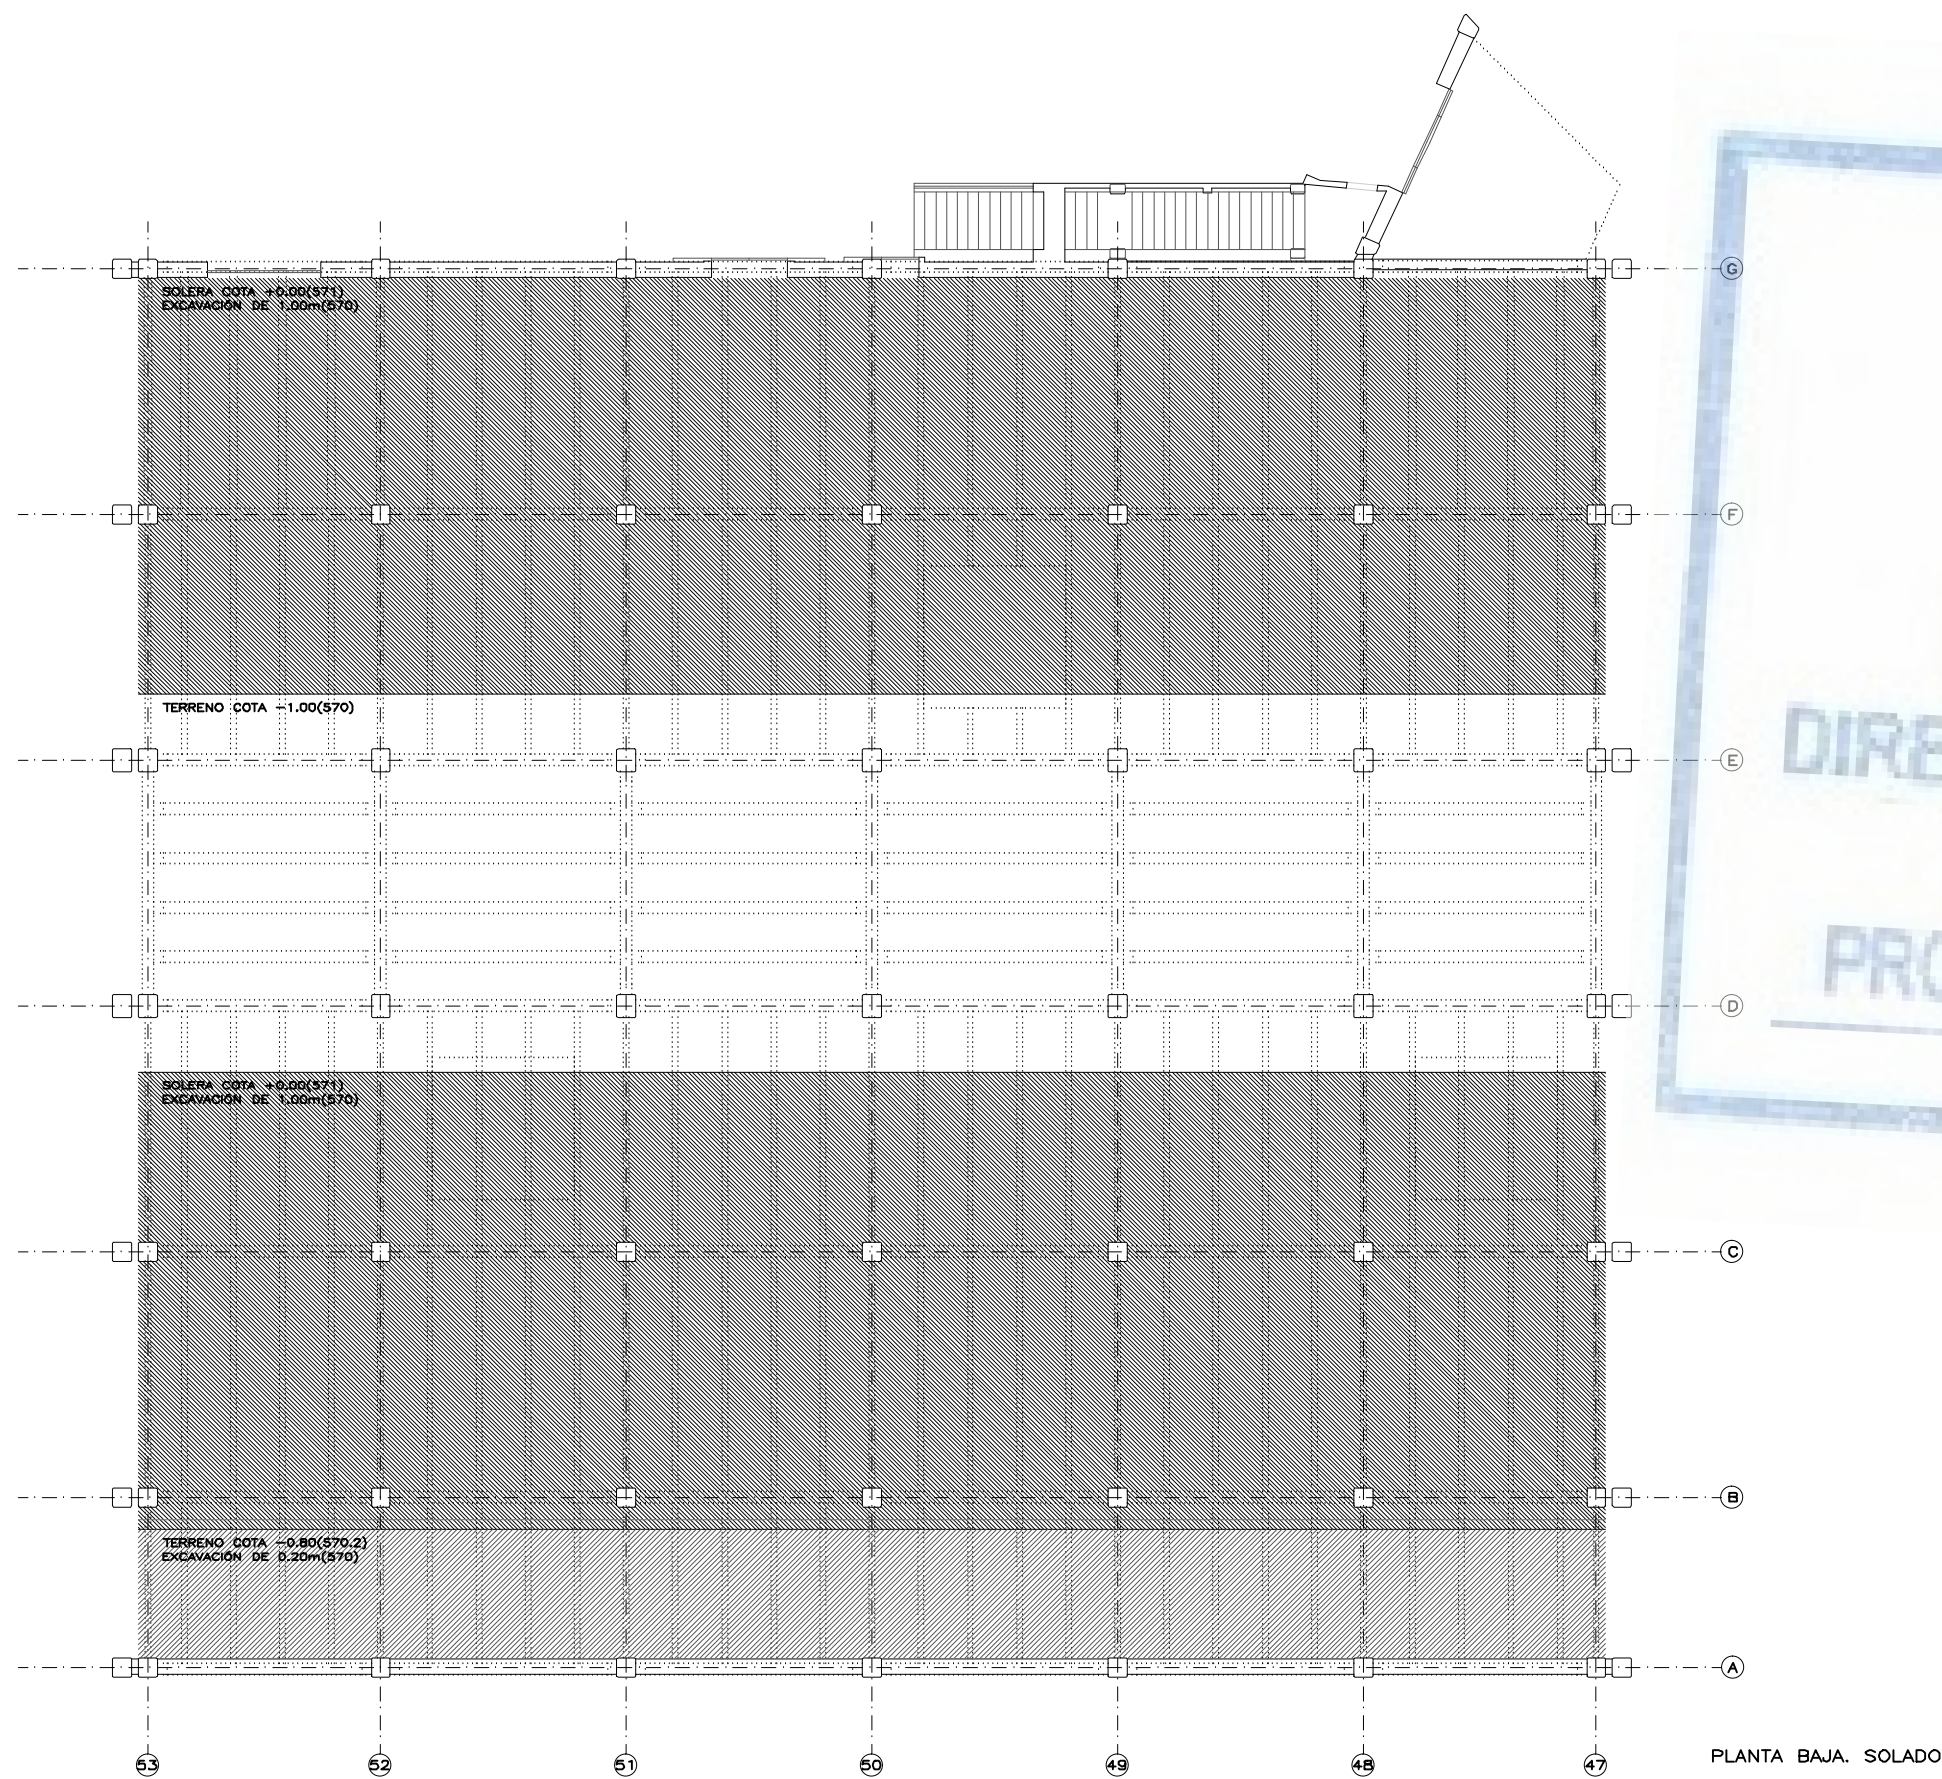 SOLERA COTA +0.00(571)
EXCAVACIÓN DE 1.00m(570)
G
F
TERRENO COTA -1.00(570)
DIRE
E
PRO
D
SOLERA COTA +0.00(571)
EXCAVACIÓN DE 1.00m(570)
C
B
TERRENO COTA -0.80(570.2)
EXCAVACIÓN DE 0.20m(570)
A
53 52 51 50 49 48 47
PLANTA BAJA. SOLADO